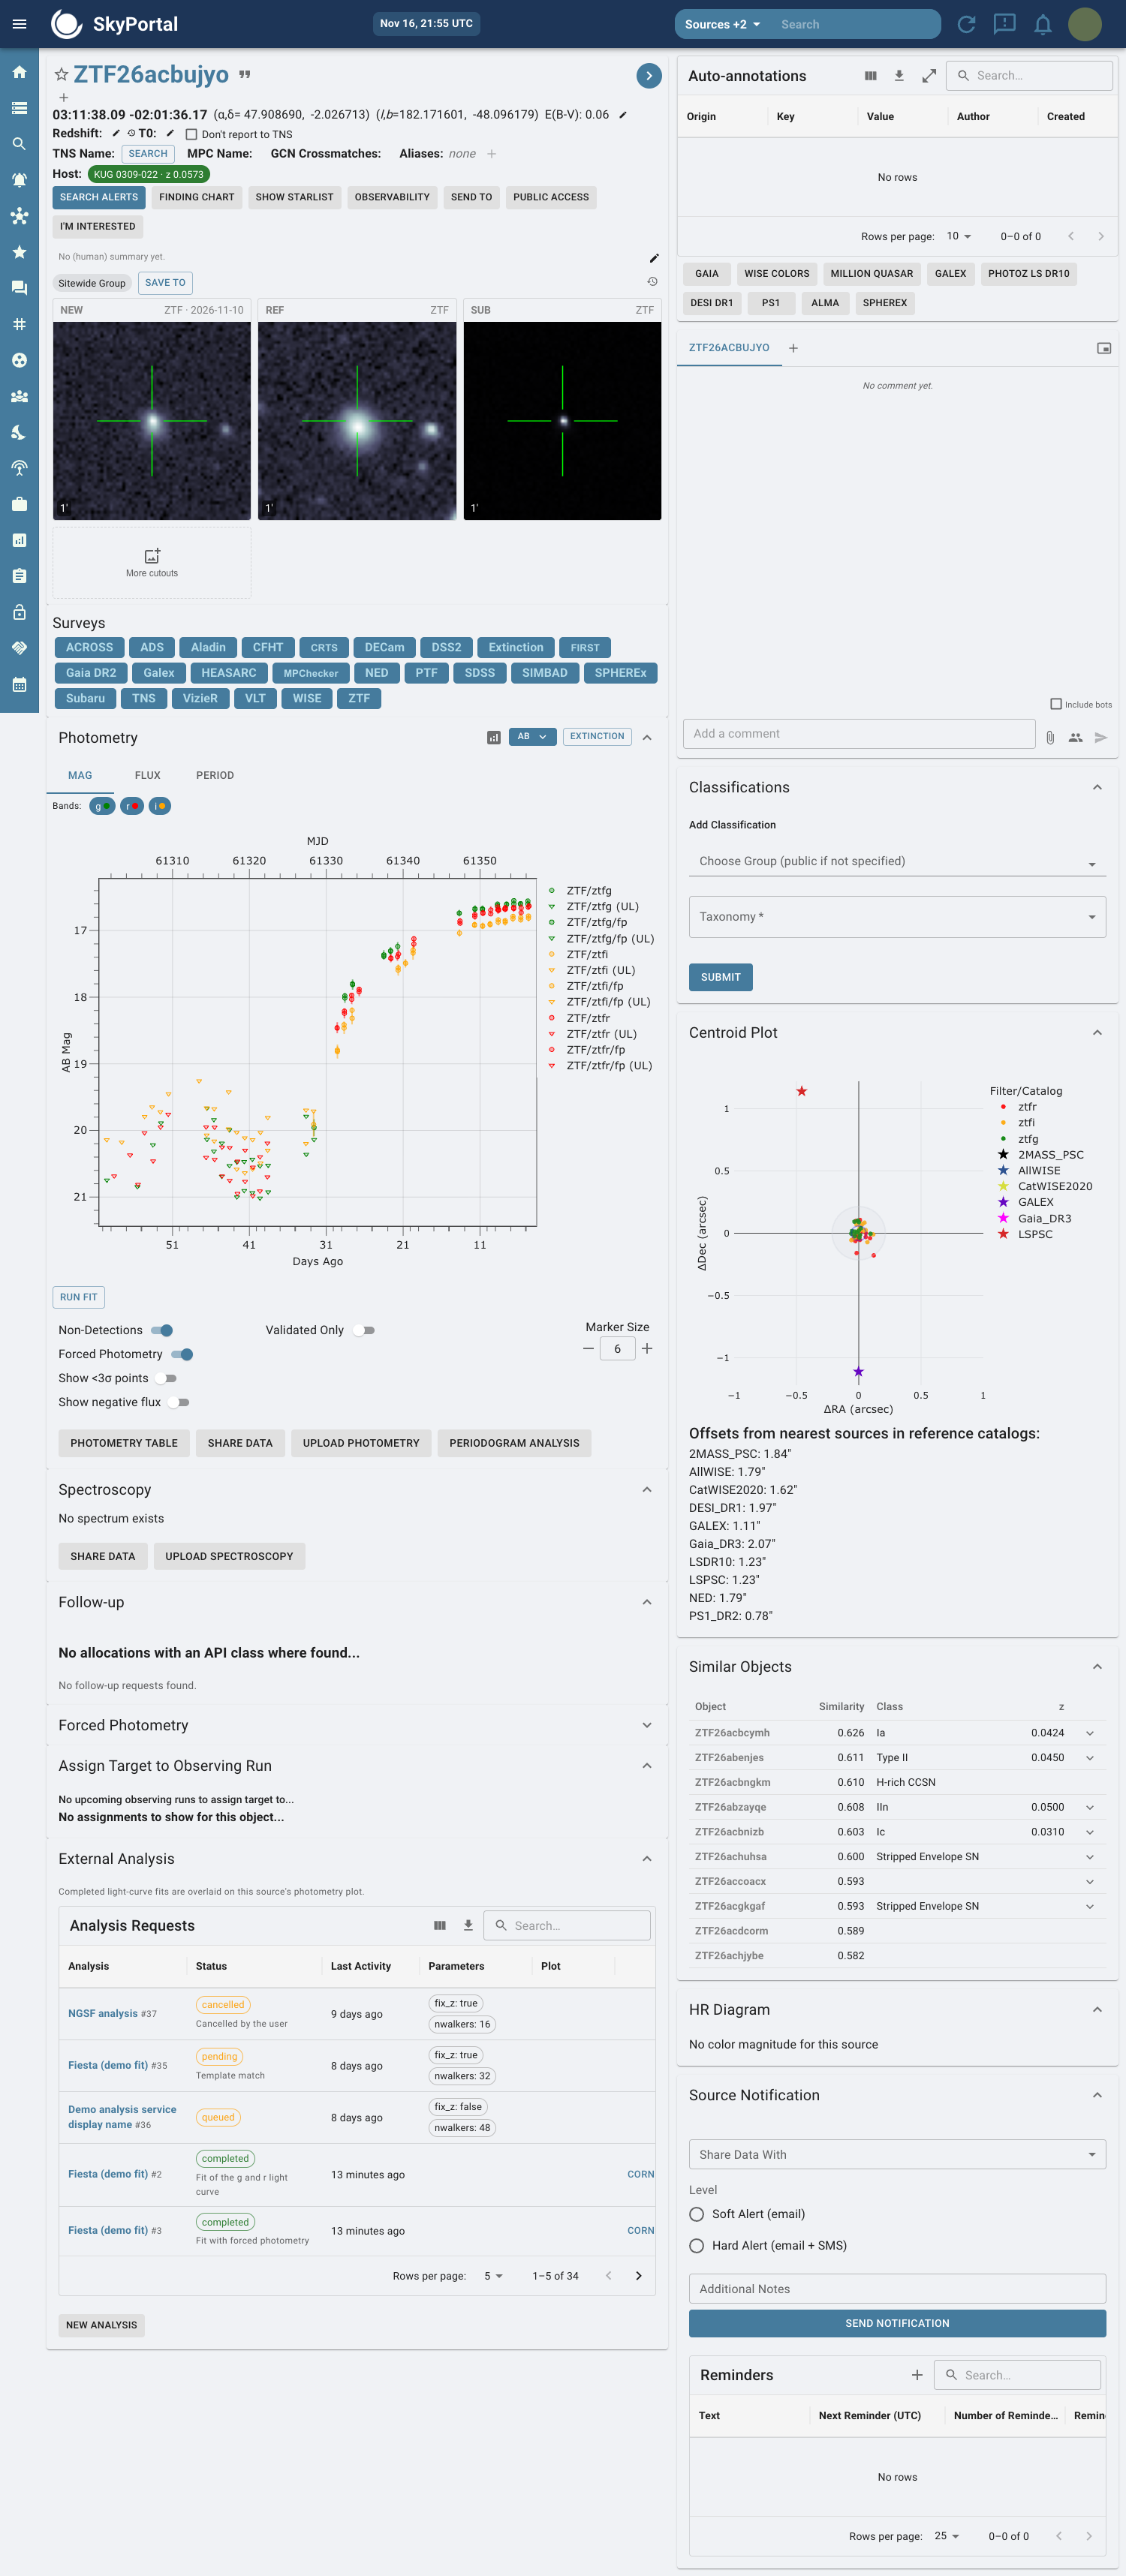 SkyPortal
Nov 16, 21:55 UTC
Sources +2
Search
ZTF26acbujyo
03:11:38.09 -02:01:36.17 (α,δ= 47.908690, -2.026713) (l,b=182.171601, -48.096179) E(B-V): 0.06
Redshift: T0: Don't report to TNS
TNS Name: SEARCH MPC Name: GCN Crossmatches: Aliases: none
Host: KUG 0309-022 · z 0.0573
SEARCH ALERTS FINDING CHART SHOW STARLIST OBSERVABILITY SEND TO PUBLIC ACCESS
I'M INTERESTED
No (human) summary yet.
Sitewide Group SAVE TO
NEW ZTF · 2026-11-10 REF ZTF SUB ZTF
1' 1' 1'
More cutouts
Surveys
ACROSS ADS Aladin CFHT CRTS DECam DSS2 Extinction FIRST
Gaia DR2 Galex HEASARC MPChecker NED PTF SDSS SIMBAD SPHEREx
Subaru TNS VizieR VLT WISE ZTF
Photometry AB EXTINCTION
MAG FLUX PERIOD
Bands: g r i
MJD
61310 61320 61330 61340 61350
17
18
19
20
21
AB Mag
51 41 31 21 11
Days Ago
ZTF/ztfg
ZTF/ztfg (UL)
ZTF/ztfg/fp
ZTF/ztfg/fp (UL)
ZTF/ztfi
ZTF/ztfi (UL)
ZTF/ztfi/fp
ZTF/ztfi/fp (UL)
ZTF/ztfr
ZTF/ztfr (UL)
ZTF/ztfr/fp
ZTF/ztfr/fp (UL)
RUN FIT
Non-Detections Validated Only Marker Size
Forced Photometry 6
Show <3σ points
Show negative flux
PHOTOMETRY TABLE SHARE DATA UPLOAD PHOTOMETRY PERIODOGRAM ANALYSIS
Spectroscopy
No spectrum exists
SHARE DATA UPLOAD SPECTROSCOPY
Follow-up
No allocations with an API class where found...
No follow-up requests found.
Forced Photometry
Assign Target to Observing Run
No upcoming observing runs to assign target to...
No assignments to show for this object...
External Analysis
Completed light-curve fits are overlaid on this source's photometry plot.
Analysis Requests Search...
Analysis Status Last Activity Parameters Plot
NGSF analysis #37 cancelled Cancelled by the user 9 days ago fix_z: true nwalkers: 16
Fiesta (demo fit) #35 pending Template match 8 days ago fix_z: true nwalkers: 32
Demo analysis service display name #36 queued 8 days ago fix_z: false nwalkers: 48
Fiesta (demo fit) #2 completed Fit of the g and r light curve 13 minutes ago CORN
Fiesta (demo fit) #3 completed Fit with forced photometry 13 minutes ago CORN
Rows per page: 5 1–5 of 34
NEW ANALYSIS
Auto-annotations Search...
Origin Key Value Author Created
No rows
Rows per page: 10 0–0 of 0
GAIA WISE COLORS MILLION QUASAR GALEX PHOTOZ LS DR10
DESI DR1 PS1 ALMA SPHEREX
ZTF26ACBUJYO
No comment yet.
Include bots
Add a comment
Classifications
Add Classification
Choose Group (public if not specified)
Taxonomy *
SUBMIT
Centroid Plot
1
0.5
0
−0.5
−1
ΔDec (arcsec)
−1 −0.5 0 0.5 1
ΔRA (arcsec)
Filter/Catalog
ztfr
ztfi
ztfg
2MASS_PSC
AllWISE
CatWISE2020
GALEX
Gaia_DR3
LSPSC
Offsets from nearest sources in reference catalogs:
2MASS_PSC: 1.84"
AllWISE: 1.79"
CatWISE2020: 1.62"
DESI_DR1: 1.97"
GALEX: 1.11"
Gaia_DR3: 2.07"
LSDR10: 1.23"
LSPSC: 1.23"
NED: 1.79"
PS1_DR2: 0.78"
Similar Objects
Object Similarity Class z
ZTF26acbcymh 0.626 Ia 0.0424
ZTF26abenjes 0.611 Type II 0.0450
ZTF26acbngkm 0.610 H-rich CCSN
ZTF26abzayqe 0.608 IIn 0.0500
ZTF26acbnizb 0.603 Ic 0.0310
ZTF26achuhsa 0.600 Stripped Envelope SN
ZTF26accoacx 0.593
ZTF26acgkgaf 0.593 Stripped Envelope SN
ZTF26acdcorm 0.589
ZTF26achjybe 0.582
HR Diagram
No color magnitude for this source
Source Notification
Share Data With
Level
Soft Alert (email)
Hard Alert (email + SMS)
Additional Notes
SEND NOTIFICATION
Reminders Search...
Text Next Reminder (UTC) Number of Reminde... Remin
No rows
Rows per page: 25 0–0 of 0